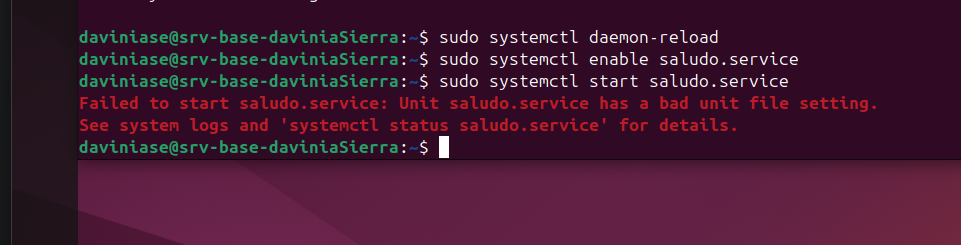 daviniase@srv-base-daviniaSierra:~$ sudo systemctl daemon-reload
daviniase@srv-base-daviniaSierra:~$ sudo systemctl enable saludo.service
daviniase@srv-base-daviniaSierra:~$ sudo systemctl start saludo.service
Failed to start saludo.service: Unit saludo.service has a bad unit file setting.
See system logs and 'systemctl status saludo.service' for details.
daviniase@srv-base-daviniaSierra:~$